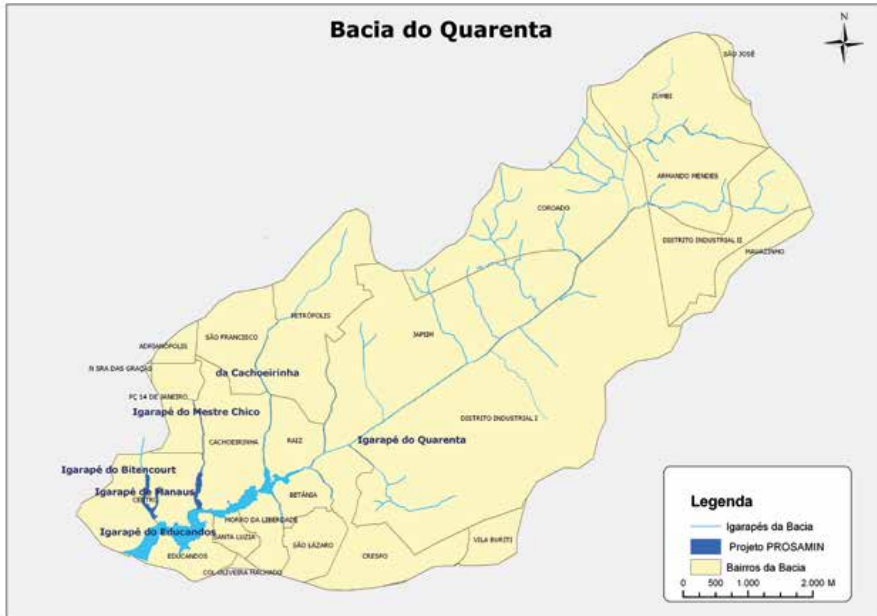 Bacia do Quarenta
N
SÃO JOSÉ
ZUMBI
ARMANDO MENDES
COROADO
DISTRITO INDUSTRIAL II
MAUAZINHO
PETRÓPOLIS
SÃO FRANCISCO
JAPIIM
ADRIANÓPOLIS
N SRA DAS GRAÇAS
da Cachoeirinha
PÇ 14 DE JANEIRO
Igarapé do Mestre Chico
DISTRITO INDUSTRIAL I
CACHOEIRINHA
RAIZ
Igarapé do Quarenta
Igarapé do Bitencourt
Igarapé de Manaus
CENTRO
BETÂNIA
MORRO DA LIBERDADE
Igarapé do Educandos
SANTA LUZIA
SÃO LÁZARO
VILA BURITI
EDUCANDOS
CRESPO
COL OLIVEIRA MACHADO
Legenda
Igarapés da Bacia
Projeto PROSAMIN
Bairros da Bacia
0 500 1.000 2.000 M